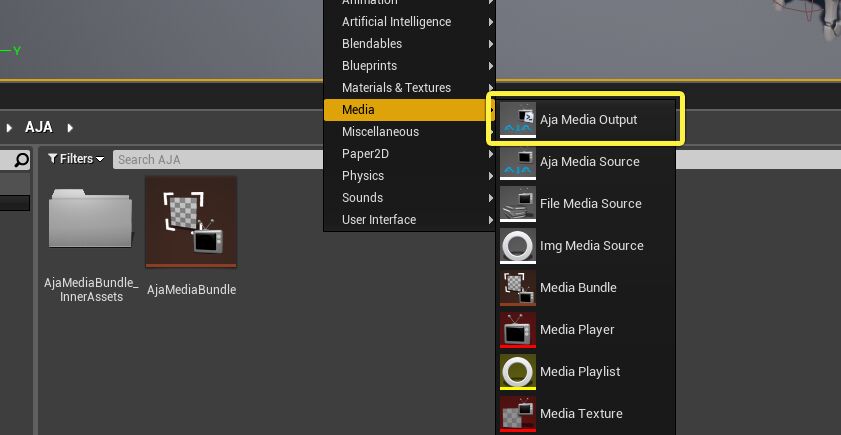 Animation
Artificial Intelligence
Blendables
Y
Blueprints
Materials & Textures
Media
Aja Media Output
AJA
Miscellaneous
Filters
Search AJA
Paper2D
Aja Media Source
Physics
Sounds
File Media Source
User Interface
Img Media Source
AjaMediaBundle_
InnerAssets
AjaMediaBundle
Media Bundle
Media Player
Media Playlist
Media Texture